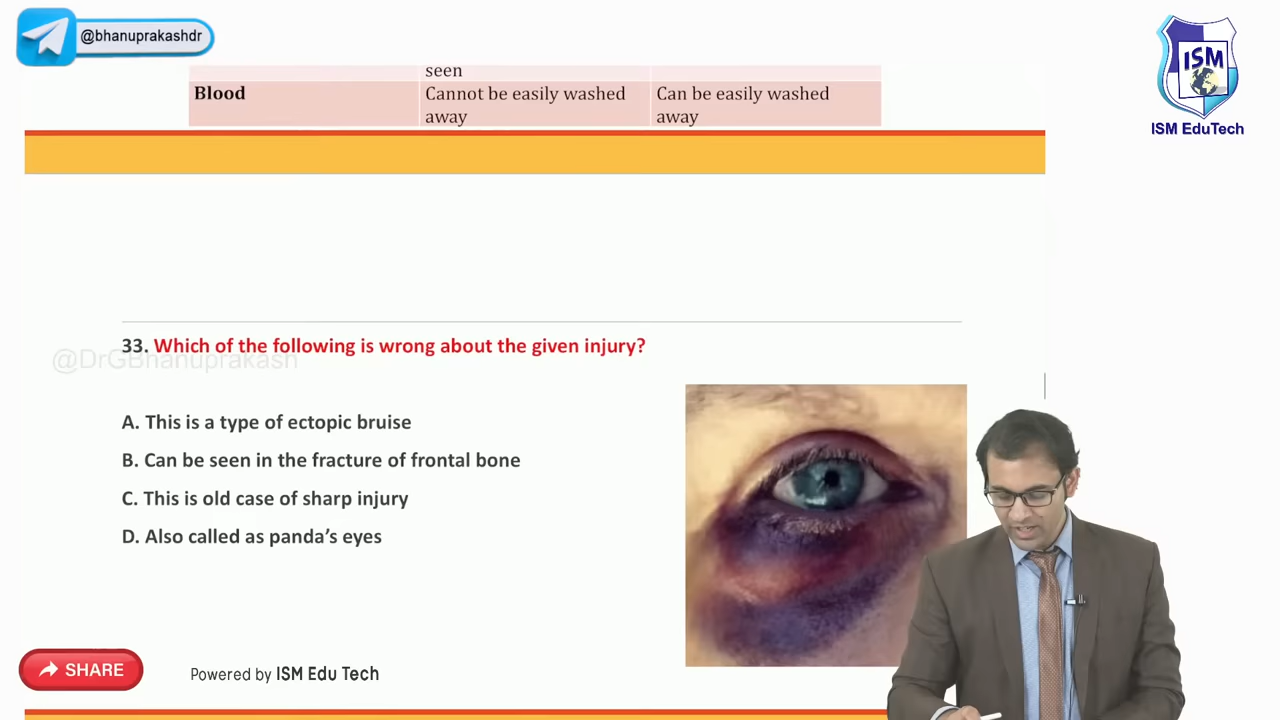 @bhanuprakashdr
ISM
ISM EduTech
seen
Blood
Cannot be easily washed
away
Can be easily washed
away
33. Which of the following is wrong about the given injury?
@DrGBhanuprakash
A. This is a type of ectopic bruise
B. Can be seen in the fracture of frontal bone
C. This is old case of sharp injury
D. Also called as panda's eyes
SHARE
Powered by ISM Edu Tech